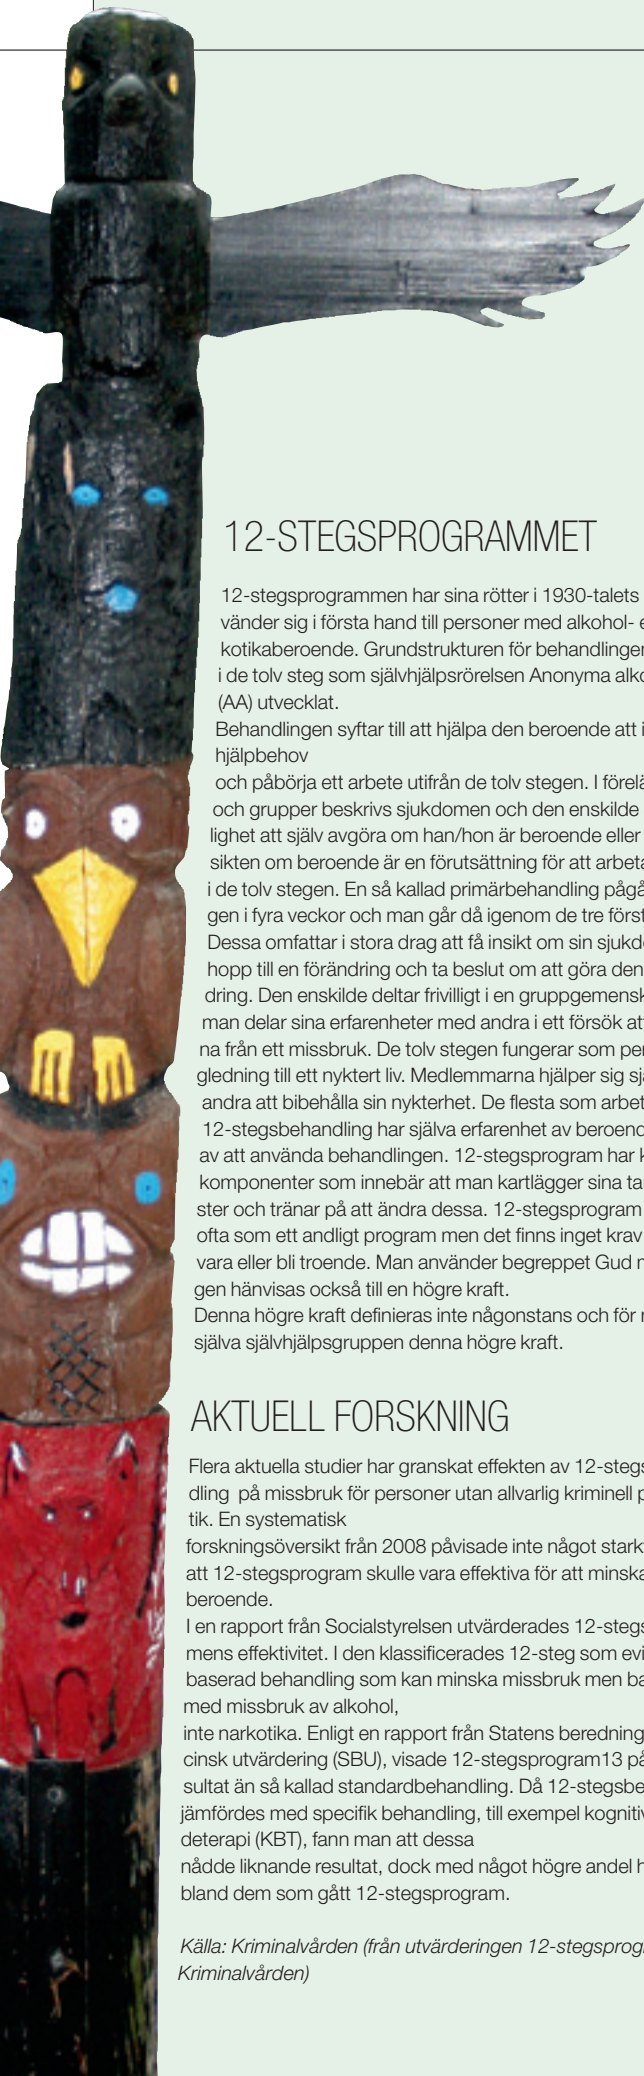 12-STEGSPROGRAMMET
12-stegsprogrammen har sina rötter i 1930-talets
vänder sig i första hand till personer med alkohol- e
kotikaberoende. Grundstrukturen för behandlingen
i de tolv steg som självhjälpsrörelsen Anonyma alko
(AA) utvecklat.
Behandlingen syftar till att hjälpa den beroende att i
hjälpbehov
och påbörja ett arbete utifrån de tolv stegen. I förelä
och grupper beskrivs sjukdomen och den enskilde
lighet att själv avgöra om han/hon är beroende eller
sikten om beroende är en förutsättning för att arbeta
i de tolv stegen. En så kallad primärbehandling pågå
gen i fyra veckor och man går då igenom de tre först
Dessa omfattar i stora drag att få insikt om sin sjukdo
hopp till en förändring och ta beslut om att göra den
dring. Den enskilde deltar frivilligt i en gruppgemensk
man delar sina erfarenheter med andra i ett försök at
na från ett missbruk. De tolv stegen fungerar som per
gledning till ett nyktert liv. Medlemmarna hjälper sig sjä
andra att bibehålla sin nykterhet. De flesta som arbet
12-stegsbehandling har själva erfarenhet av beroend
av att använda behandlingen. 12-stegsprogram har k
komponenter som innebär att man kartlägger sina ta
ster och tränar på att ändra dessa. 12-stegsprogram
ofta som ett andligt program men det finns inget krav
vara eller bli troende. Man använder begreppet Gud m
gen hänvisas också till en högre kraft.
Denna högre kraft definieras inte någonstans och för m
själva självhjälpsgruppen denna högre kraft.
AKTUELL FORSKNING
Flera aktuella studier har granskat effekten av 12-stegs
dling på missbruk för personer utan allvarlig kriminell p
tik. En systematisk
forskningsöversikt från 2008 påvisade inte något stark
att 12-stegsprogram skulle vara effektiva för att minska
beroende.
I en rapport från Socialstyrelsen utvärderades 12-stegs
mens effektivitet. I den klassificerades 12-steg som evi
baserad behandling som kan minska missbruk men ba
med missbruk av alkohol,
inte narkotika. Enligt en rapport från Statens beredning
cinsk utvärdering (SBU), visade 12-stegsprogram13 på
sultat än så kallad standardbehandling. Då 12-stegsbe
jämfördes med specifik behandling, till exempel kognitiv
deterapi (KBT), fann man att dessa
nådde liknande resultat, dock med något högre andel h
bland dem som gått 12-stegsprogram.
Källa: Kriminalvården (från utvärderingen 12-stegsprogr
Kriminalvården)